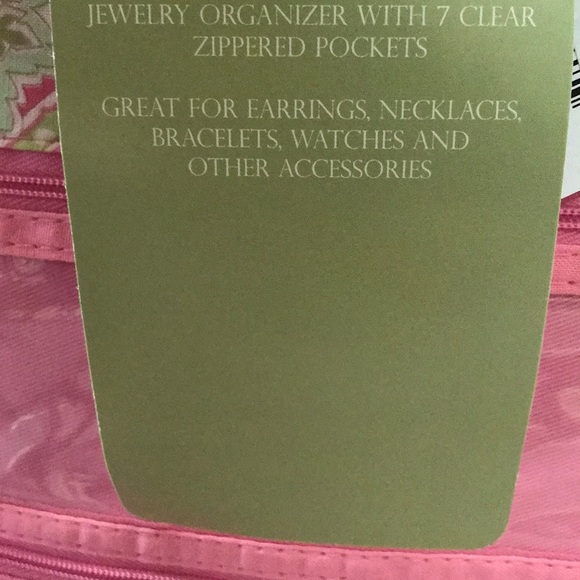 JEWELRY ORGANIZER WITH 7 CLEAR
ZIPPERED POCKETS
GREAT FOR EARRINGS, NECKLACES,
BRACELETS, WATCHES AND
OTHER ACCESSORIES